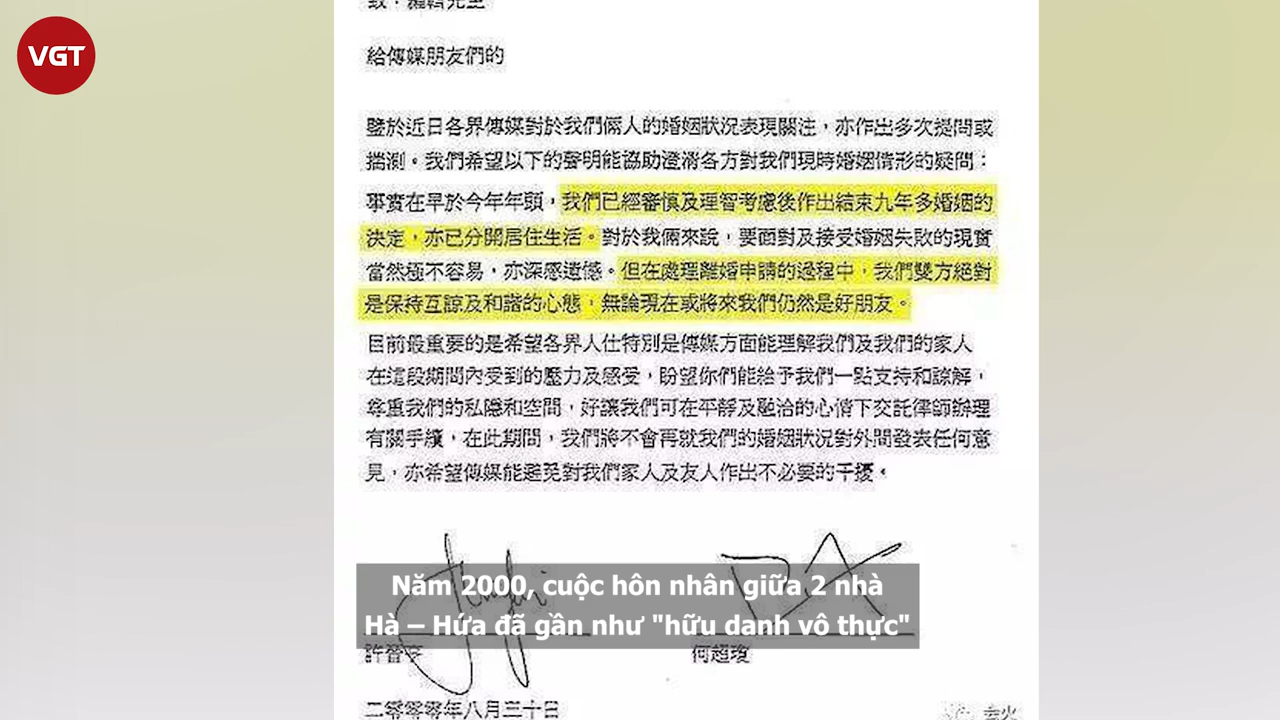 VGT
給傳媒朋友們的
鑒於近日各界傳媒對於我們倆人的婚姻狀況表現關注，亦作出多次提問或
揣測。我們希望以下的聲明能協助澄清各方對我們現時婚姻情形的疑問：
事實在早於今年年頭，我們已經審慎及理智考慮後作出結束九年多婚姻的
決定，亦已分開居住生活。對於我倆來說，要面對及接受婚姻失敗的現實
當然極不容易，亦深感遺憾。但在處理離婚申請的過程中，我們雙方絕對
是保持互諒及和諧的心態，無論現在或將來我們仍然是好朋友。
目前最重要的是希望各界人仕特別是傳媒方面能理解我們及我們的家人
在這段期間內受到的壓力及感受，盼望你們能給予我們一點支持和諒解，
尊重我們的私隱和空間，好讓我們可在平靜及融洽的心情下交託律師辦理
有關手續，在此期間，我們將不會再就我們的婚姻狀況對外間發表任何意
見，亦希望傳媒能避免對我們家人及友人作出不必要的干擾。
Năm 2000, cuộc hôn nhân giữa 2 nhà
Hà – Hứa đã gần như "hữu danh vô thực"
許晉亨
何超瓊
二零零零年八月三十日